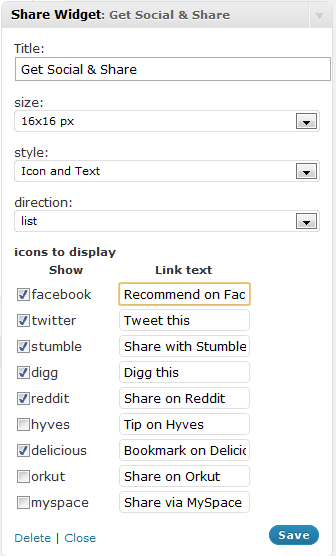 Share Widget: Get Social & Share
Title:
Get Social & Share
size:
16x16 px
style:
Icon and Text
direction:
list
icons to display
Show Link text
facebook Recommend on Fac
twitter Tweet this
stumble Share with Stumble
digg Digg this
reddit Share on Reddit
hyves Tip on Hyves
delicious Bookmark on Delicio
orkut Share on Orkut
myspace Share via MySpace
Delete | Close Save